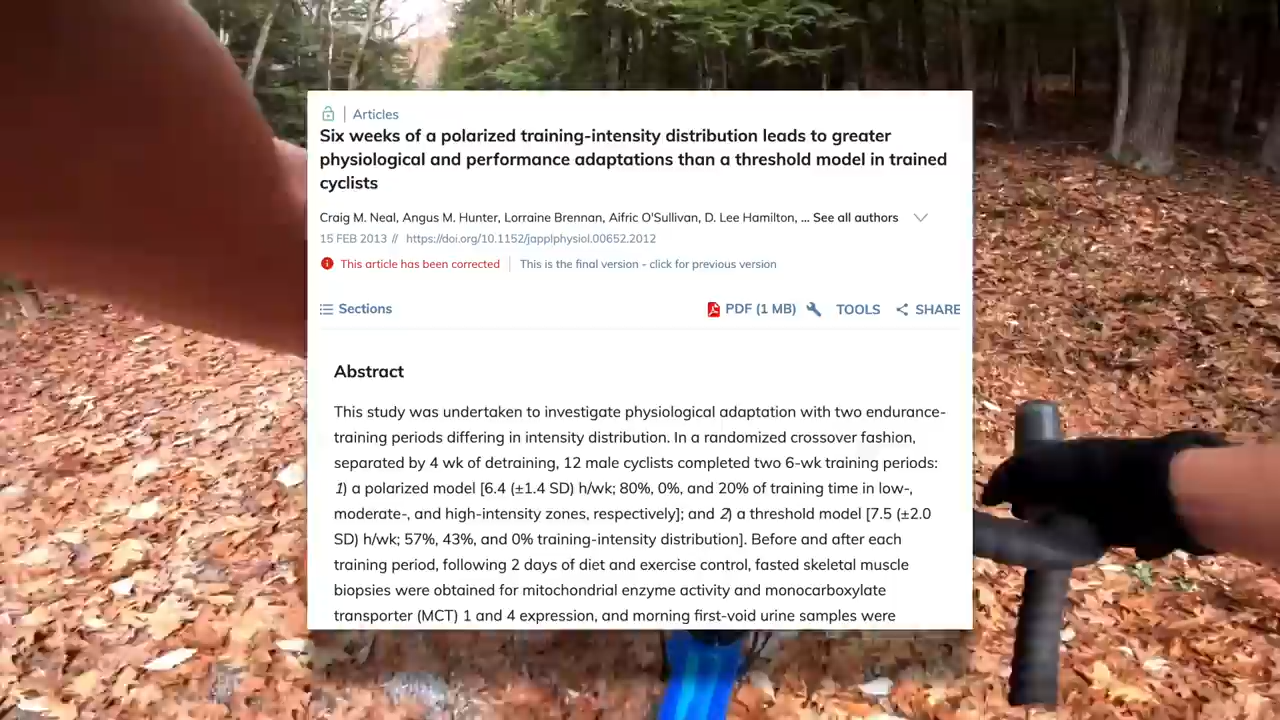 Articles
Six weeks of a polarized training-intensity distribution leads to greater
physiological and performance adaptations than a threshold model in trained
cyclists
Craig M. Neal, Angus M. Hunter, Lorraine Brennan, Aifric O'Sullivan, D. Lee Hamilton, ... See all authors
15 FEB 2013 // https://doi.org/10.1152/japplphysiol.00652.2012
This article has been corrected This is the final version - click for previous version
Sections PDF (1 MB) TOOLS SHARE
Abstract
This study was undertaken to investigate physiological adaptation with two endurance-
training periods differing in intensity distribution. In a randomized crossover fashion,
separated by 4 wk of detraining, 12 male cyclists completed two 6-wk training periods:
1) a polarized model [6.4 (±1.4 SD) h/wk; 80%, 0%, and 20% of training time in low-,
moderate-, and high-intensity zones, respectively]; and 2) a threshold model [7.5 (±2.0
SD) h/wk; 57%, 43%, and 0% training-intensity distribution]. Before and after each
training period, following 2 days of diet and exercise control, fasted skeletal muscle
biopsies were obtained for mitochondrial enzyme activity and monocarboxylate
transporter (MCT) 1 and 4 expression, and morning first-void urine samples were